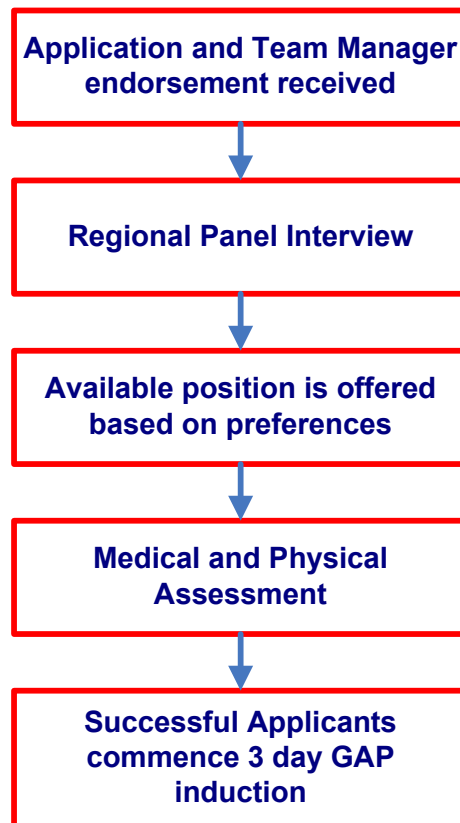 Application and Team Manager
endorsement received
Regional Panel Interview
Available position is offered
based on preferences
Medical and Physical
Assessment
Successful Applicants
commence 3 day GAP
induction